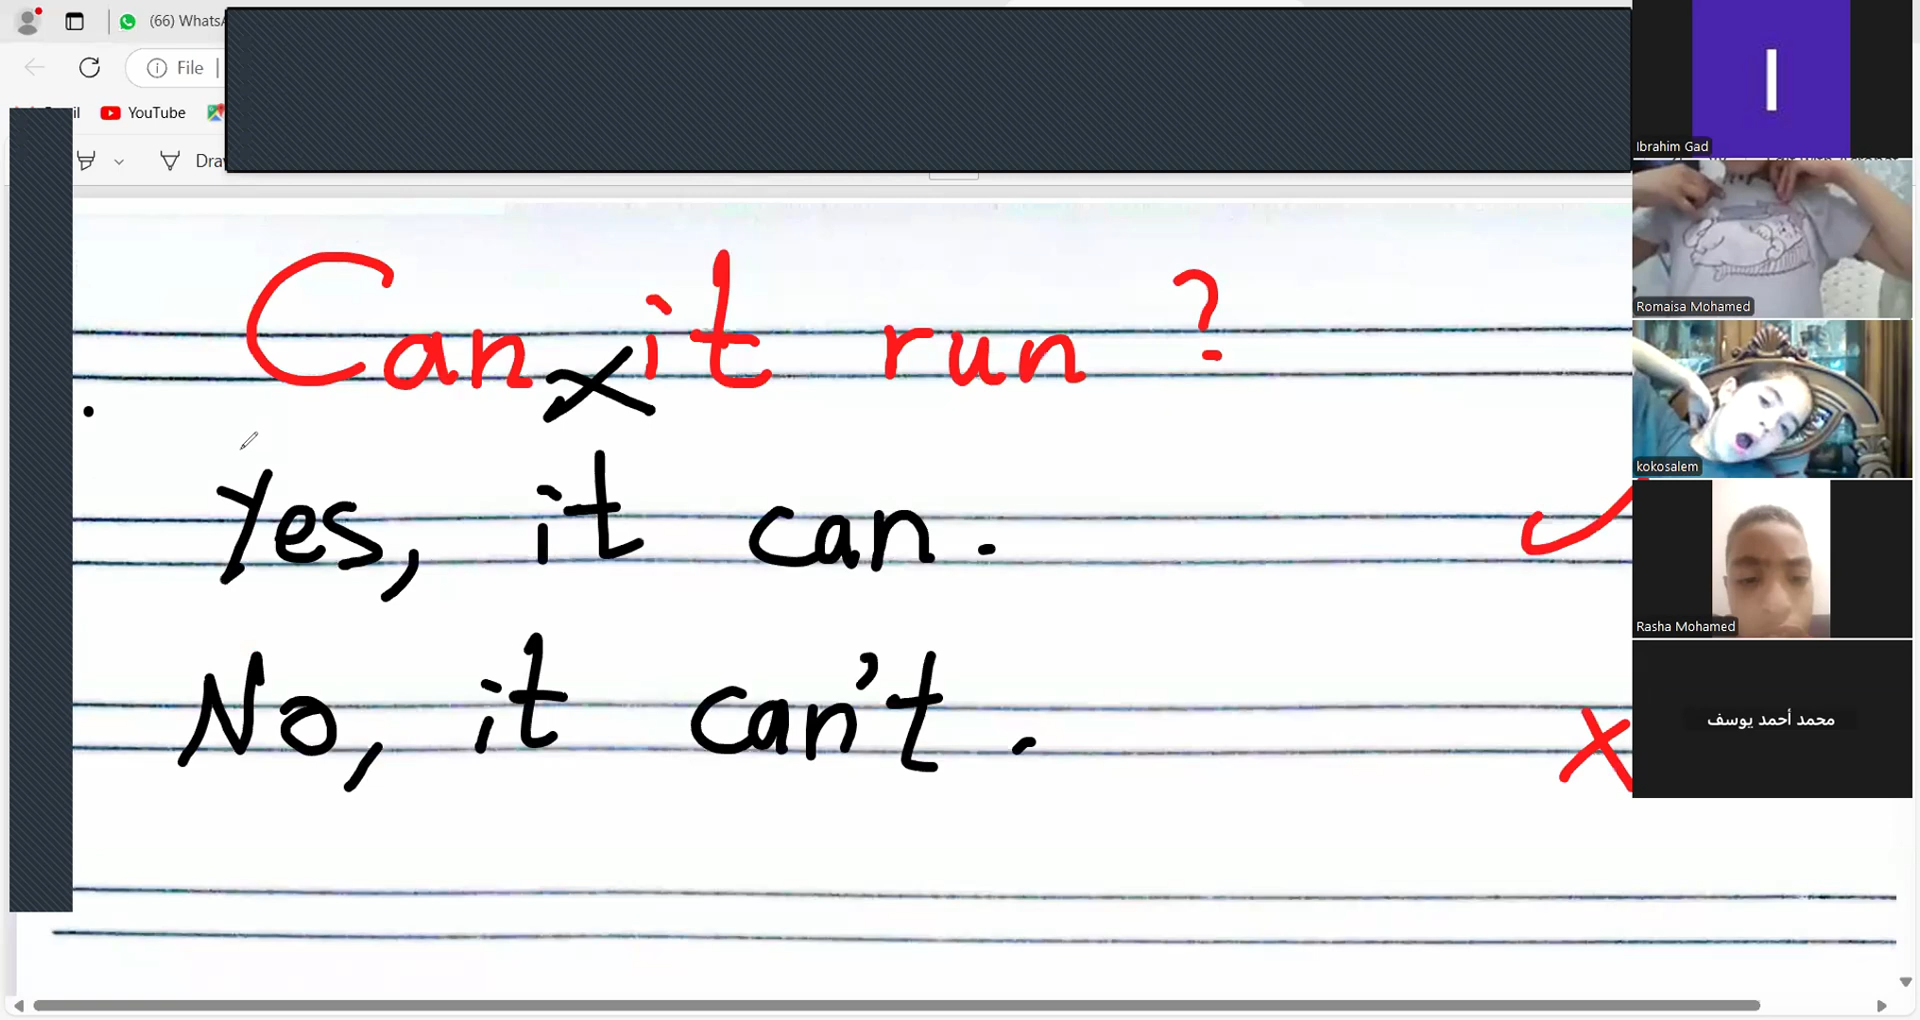 (66) Whats
File
YouTube
Can it run ?
Yes, it can.
No, it can't.
Ibrahim Gad
Romaisa Mohamed
kokosalem
Rasha Mohamed
محمد أحمد يوسف